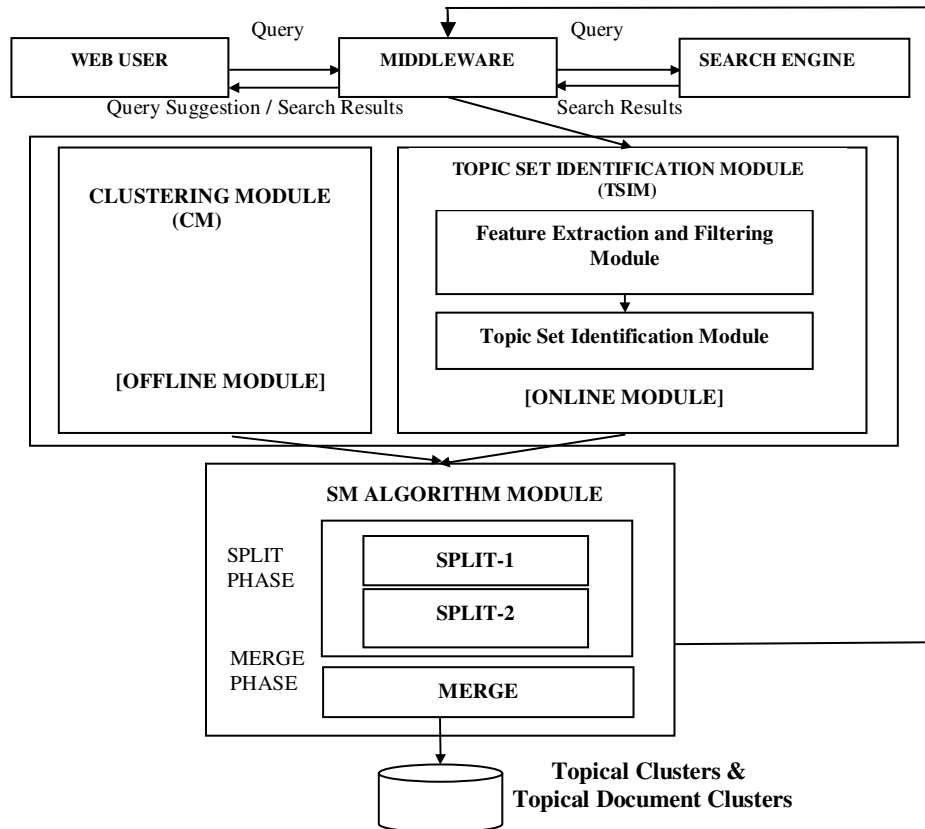 Query
Query
WEB USER
MIDDLEWARE
SEARCH ENGINE
Query Suggestion / Search Results
Search Results
CLUSTERING MODULE
(CM)
[OFFLINE MODULE]
TOPIC SET IDENTIFICATION MODULE
(TSIM)
Feature Extraction and Filtering
Module
Topic Set Identification Module
[ONLINE MODULE]
SM ALGORITHM MODULE
SPLIT
PHASE
SPLIT-1
SPLIT-2
MERGE
PHASE
MERGE
Topical Clusters &
Topical Document Clusters